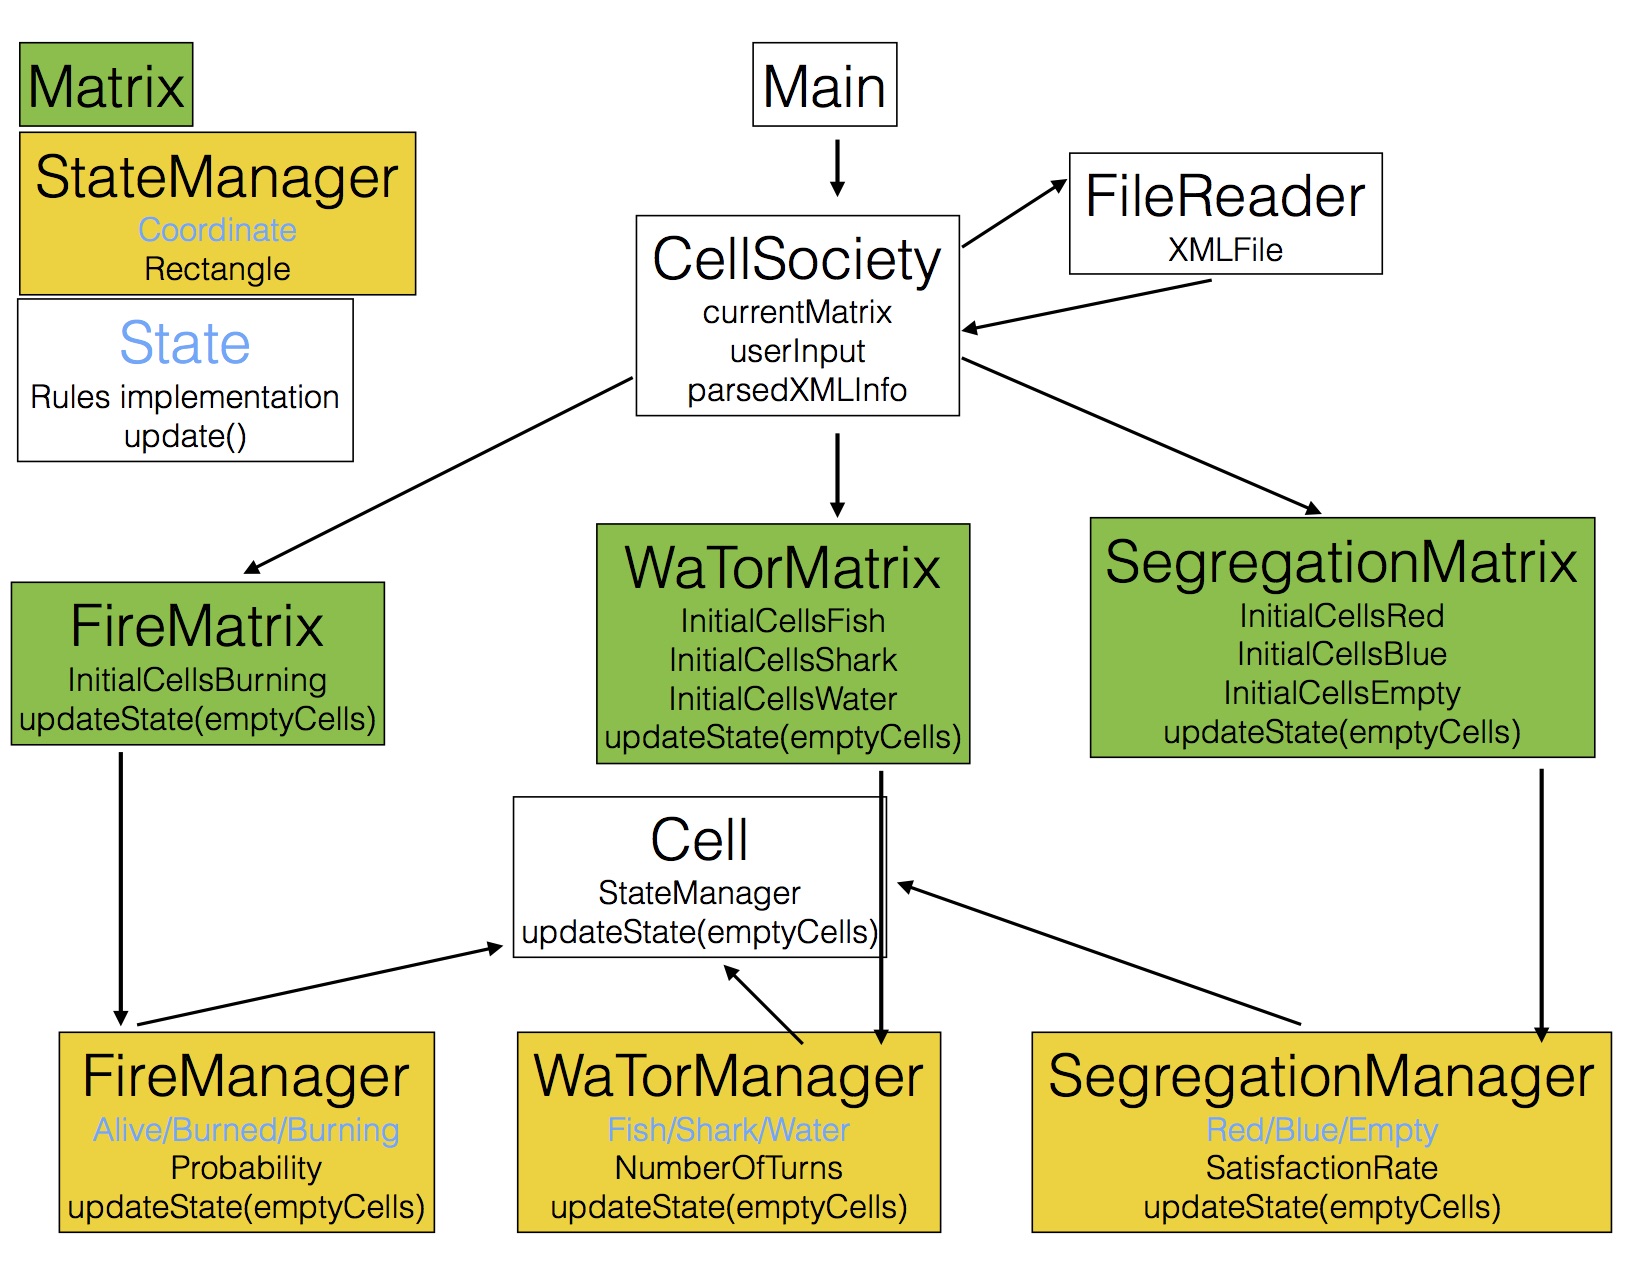 Matrix
StateManager
Coordinate
Rectangle
State
Rules implementation
update()
Main
FileReader
XMLFile
CellSociety
currentMatrix
userInput
parsedXMLInfo
FireMatrix
InitialCellsBurning
updateState(emptyCells)
WaTorMatrix
InitialCellsFish
InitialCellsShark
InitialCellsWater
updateState(emptyCells)
SegregationMatrix
InitialCellsRed
InitialCellsBlue
InitialCellsEmpty
updateState(emptyCells)
Cell
StateManager
updateState(emptyCells)
FireManager
Alive/Burned/Burning
Probability
updateState(emptyCells)
WaTorManager
Fish/Shark/Water
NumberOfTurns
updateState(emptyCells)
SegregationManager
Red/Blue/Empty
SatisfactionRate
updateState(emptyCells)